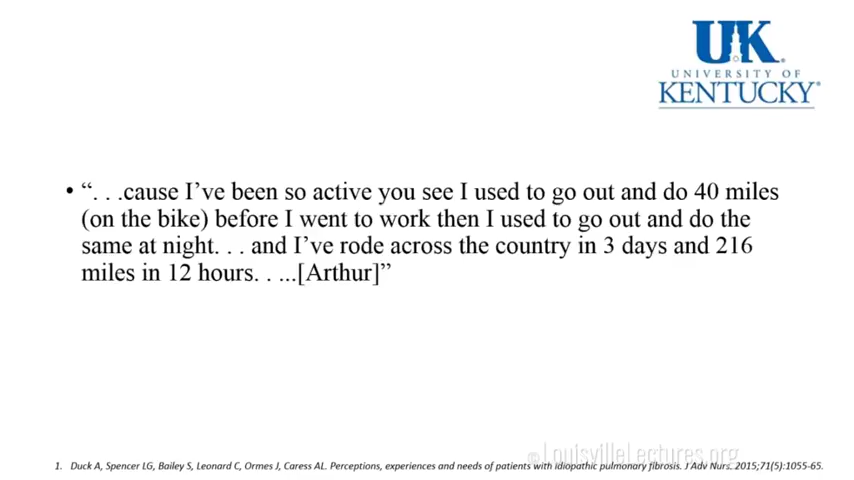 UK
UNIVERSITY OF
KENTUCKY®
• “. . .cause I’ve been so active you see I used to go out and do 40 miles
(on the bike) before I went to work then I used to go out and do the
same at night. . . and I’ve rode across the country in 3 days and 216
miles in 12 hours. . ...[Arthur]”
© LouisvilleLectures.org
1. Duck A, Spencer LG, Bailey S, Leonard C, Ormes J, Caress AL. Perceptions, experiences and needs of patients with idiopathic pulmonary fibrosis. J Adv Nurs. 2015;71(5):1055-65.